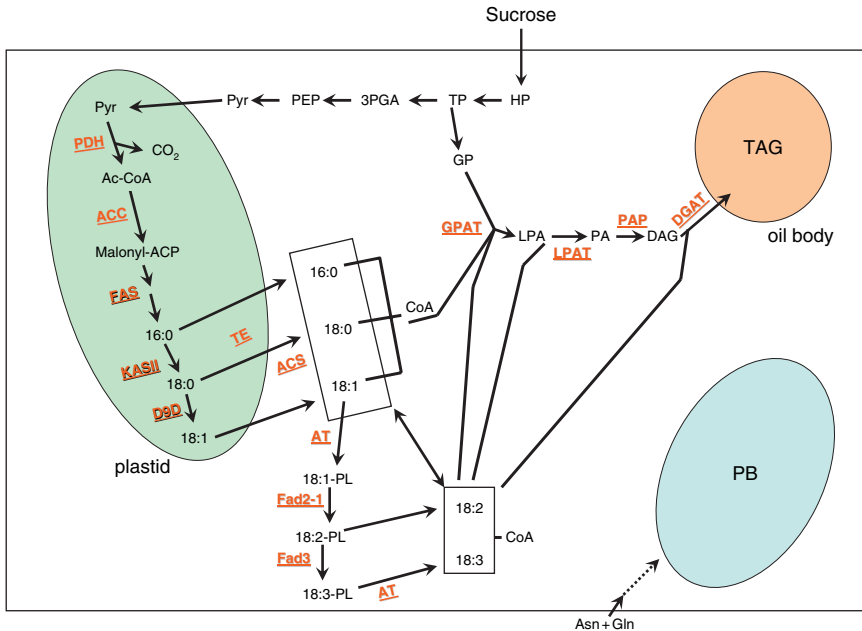 Sucrose
Pyr
Pyr
PEP
3PGA
TP
HP
PDH
CO2
TAG
GP
Ac-CoA
ACC
PAP
DGAT
GPAT
LPA
PA
DAG
oil body
LPAT
Malonyl-ACP
FAS
16:0
CoA
16:0
TE
18:0
KASII
ACS
18:0
18:1
D9D
AT
18:1
plastid
PB
18:1-PL
Fad2-1
18:2
18:2-PL
CoA
Fad3
18:3
18:3-PL
AT
Asn + Gln